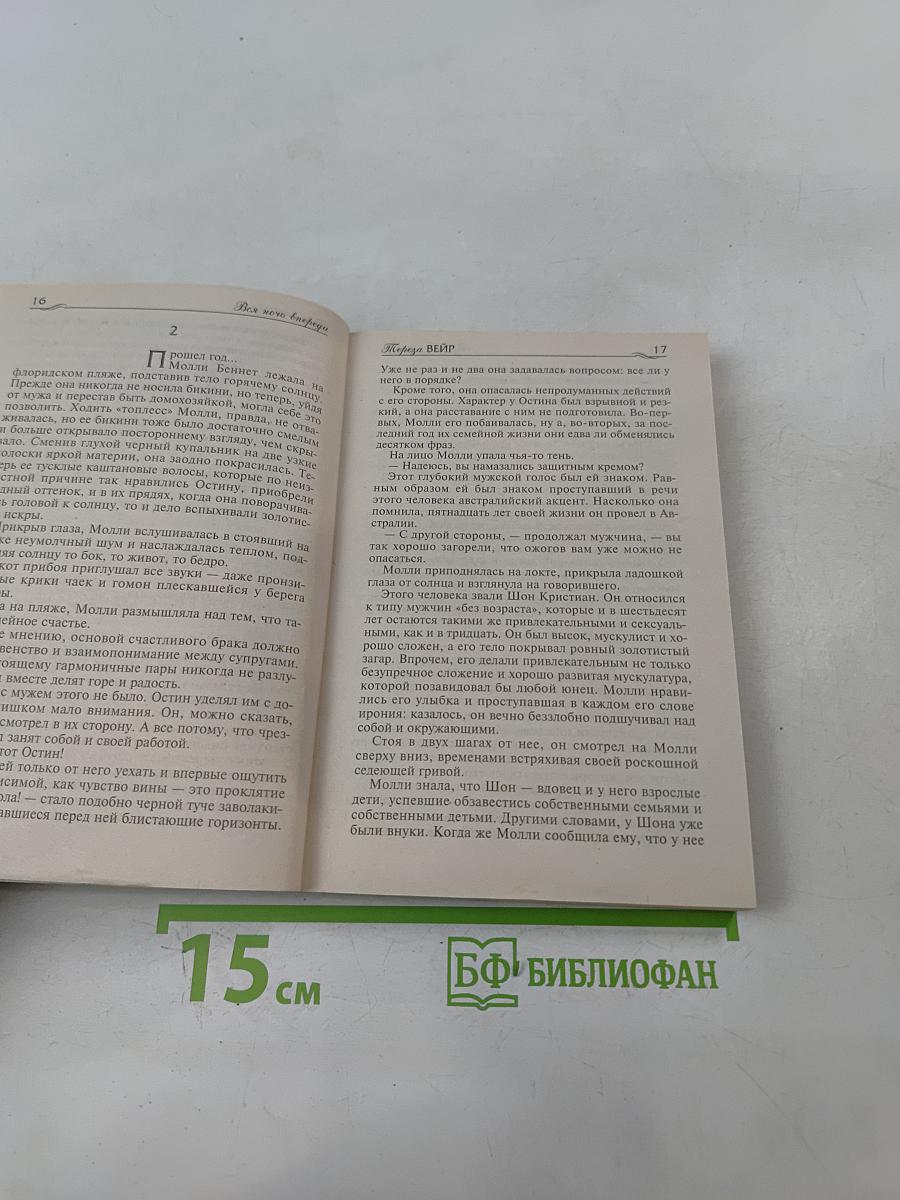 16
Вся ночь впереди
2
Прошел год...
Молли Беннет лежала на
флоридском пляже, подставив тело горячему солнцу.
Прежде она никогда не носила бикини, но теперь, уйдя
от мужа и перестав быть домохозяйкой, могла себе это
позволить. Ходить «топлесс» Молли, правда, не отва-
живалась, но ее бикини тоже было достаточно смелым
и больше открывало постороннему взгляду, чем скры-
вало. Сменив глухой черный купальник на две узкие
полоски яркой материи, она заодно покрасилась. Те-
ерь ее тусклые каштановые волосы, которые по неиз-
стной причине так нравились Остину, приобрели
дный оттенок, и в их прядях, когда она поворачива-
сь головой к солнцу, то и дело вспыхивали золотис-
искры.
Прикрыв глаза, Молли вслушивалась в стоявший на
ке неумолчный шум и наслаждалась теплом, под-
ляя солнцу то бок, то живот, то бедро.
кот прибоя приглушал все звуки — даже пронзи-
ые крики чаек и гомон плескавшейся у берега
ры.
а на пляже, Молли размышляла над тем, что та-
ейное счастье.
е мнению, основой счастливого брака должно
венство и взаимопонимание между супругами.
тоящему гармоничные пары никогда не разлу-
и вместе делят горе и радость.
с мужем этого не было. Остин уделял им с до-
ишком мало внимания. Он, можно сказать,
смотрел в их сторону. А все потому, что чрез-
л занят собой и своей работой.
тот Остин!
ей только от него уехать и впервые ощутить
исимой, как чувство вины — это проклятие
ола! — стало подобно черной туче заволаки-
авшиеся перед ней блистающие горизонты.
Тереза ВЕЙР
17
Уже не раз и не два она задавалась вопросом: все ли у
него в порядке?
Кроме того, она опасалась непродуманных действий
с его стороны. Характер у Остина был взрывной и рез-
кий, а она расставание с ним не подготовила. Во-пер-
вых, Молли его побаивалась, ну а, во-вторых, за пос-
ледний год их семейной жизни они едва ли обменялись
десятком фраз.
На лицо Молли упала чья-то тень.
— Надеюсь, вы намазались защитным кремом?
Этот глубокий мужской голос был ей знаком. Рав-
ным образом ей был знаком проступавший в речи
этого человека австралийский акцент. Насколько она
помнила, пятнадцать лет своей жизни он провел в Ав-
стралии.
— С другой стороны, — продолжал мужчина, — вы
так хорошо загорели, что ожогов вам уже можно не
опасаться.
Молли приподнялась на локте, прикрыла ладошкой
глаза от солнца и взглянула на говорившего.
Этого человека звали Шон Кристиан. Он относился
к типу мужчин «без возраста», которые и в шестьдесят
лет остаются такими же привлекательными и сексуаль-
ными, как и в тридцать. Он был высок, мускулист и хо-
рошо сложен, а его тело покрывал ровный золотистый
загар. Впрочем, его делали привлекательным не только
безупречное сложение и хорошо развитая мускулатура,
которой позавидовал бы любой юнец. Молли нрави-
лись его улыбка и проступавшая в каждом его слове
ирония: казалось, он вечно беззлобно подшучивал над
собой и окружающими.
Стоя в двух шагах от нее, он смотрел на Молли
сверху вниз, временами встряхивая своей роскошной
седеющей гривой.
Молли знала, что Шон — вдовец и у него взрослые
дети, успевшие обзавестись собственными семьями и
собственными детьми. Другими словами, у Шона уже
были внуки. Когда же Молли сообщила ему, что у нее
15 см
БФ БИБЛИОФАН